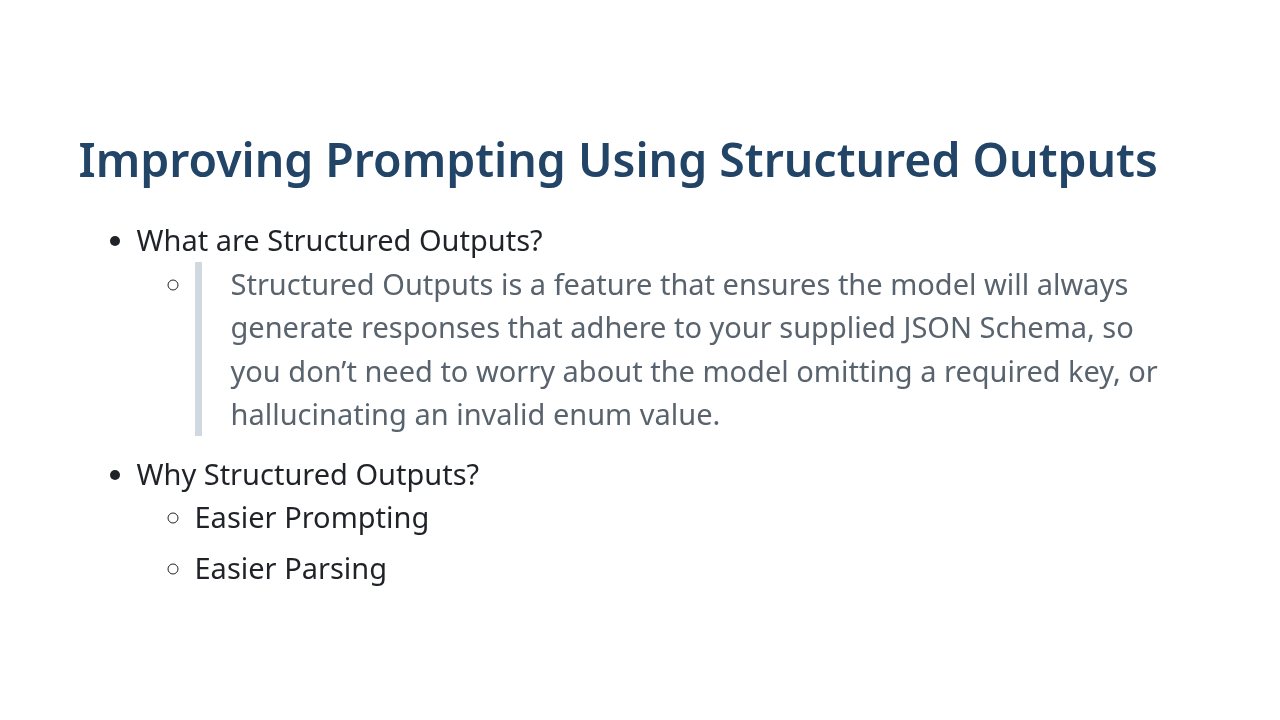 Improving Prompting Using Structured Outputs
What are Structured Outputs?
Structured Outputs is a feature that ensures the model will always
generate responses that adhere to your supplied JSON Schema, so
you don’t need to worry about the model omitting a required key, or
hallucinating an invalid enum value.
Why Structured Outputs?
Easier Prompting
Easier Parsing